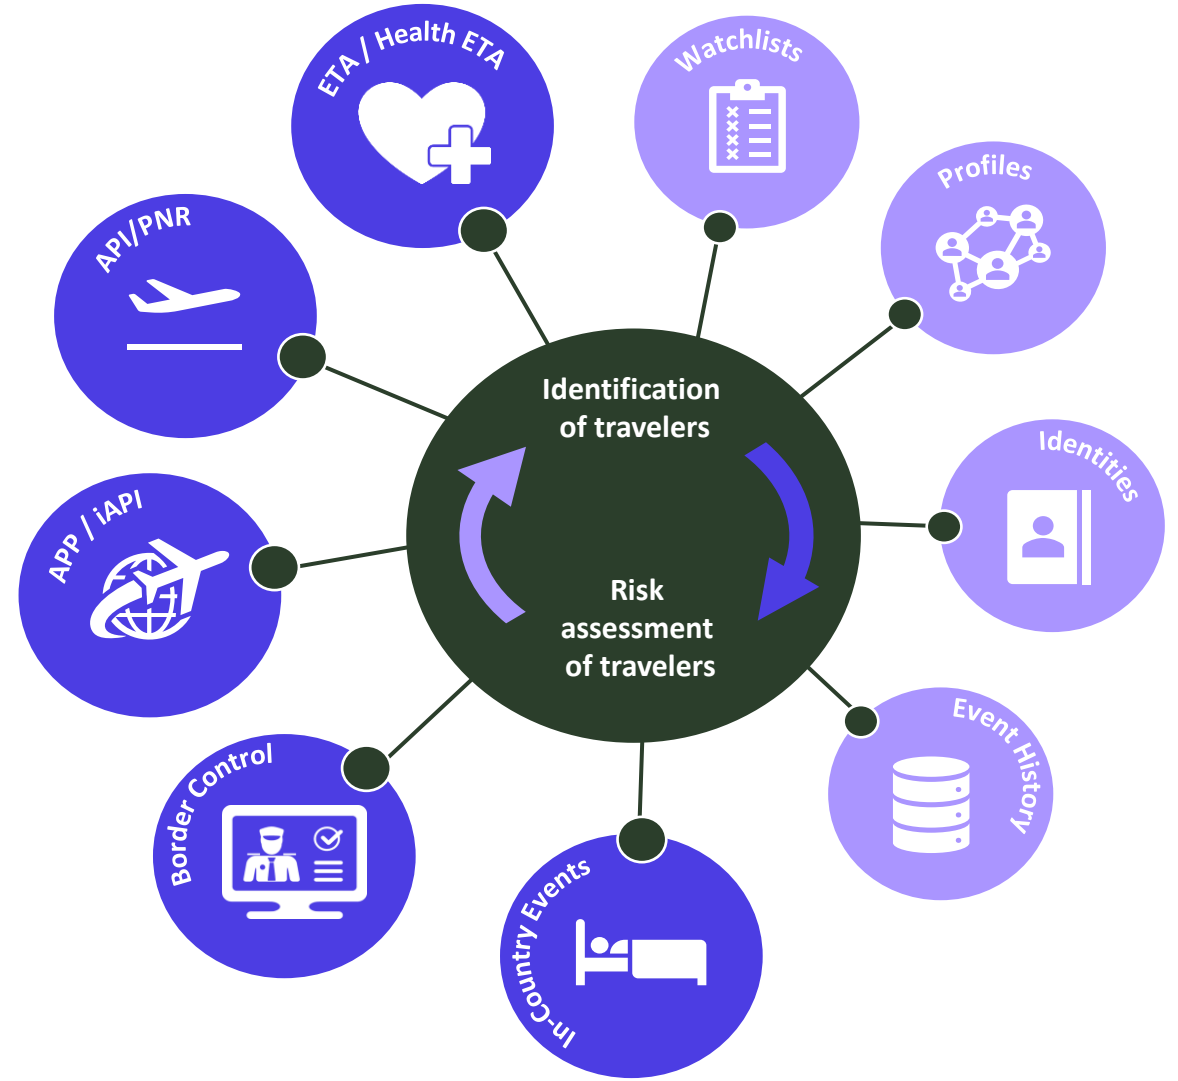 ETA / Health ETA
Watchlists
Profiles
API/PNR
Identification
of travelers
Identities
APP / iAPI
Risk
assessment
of travelers
Event History
Border Control
In-Country Events